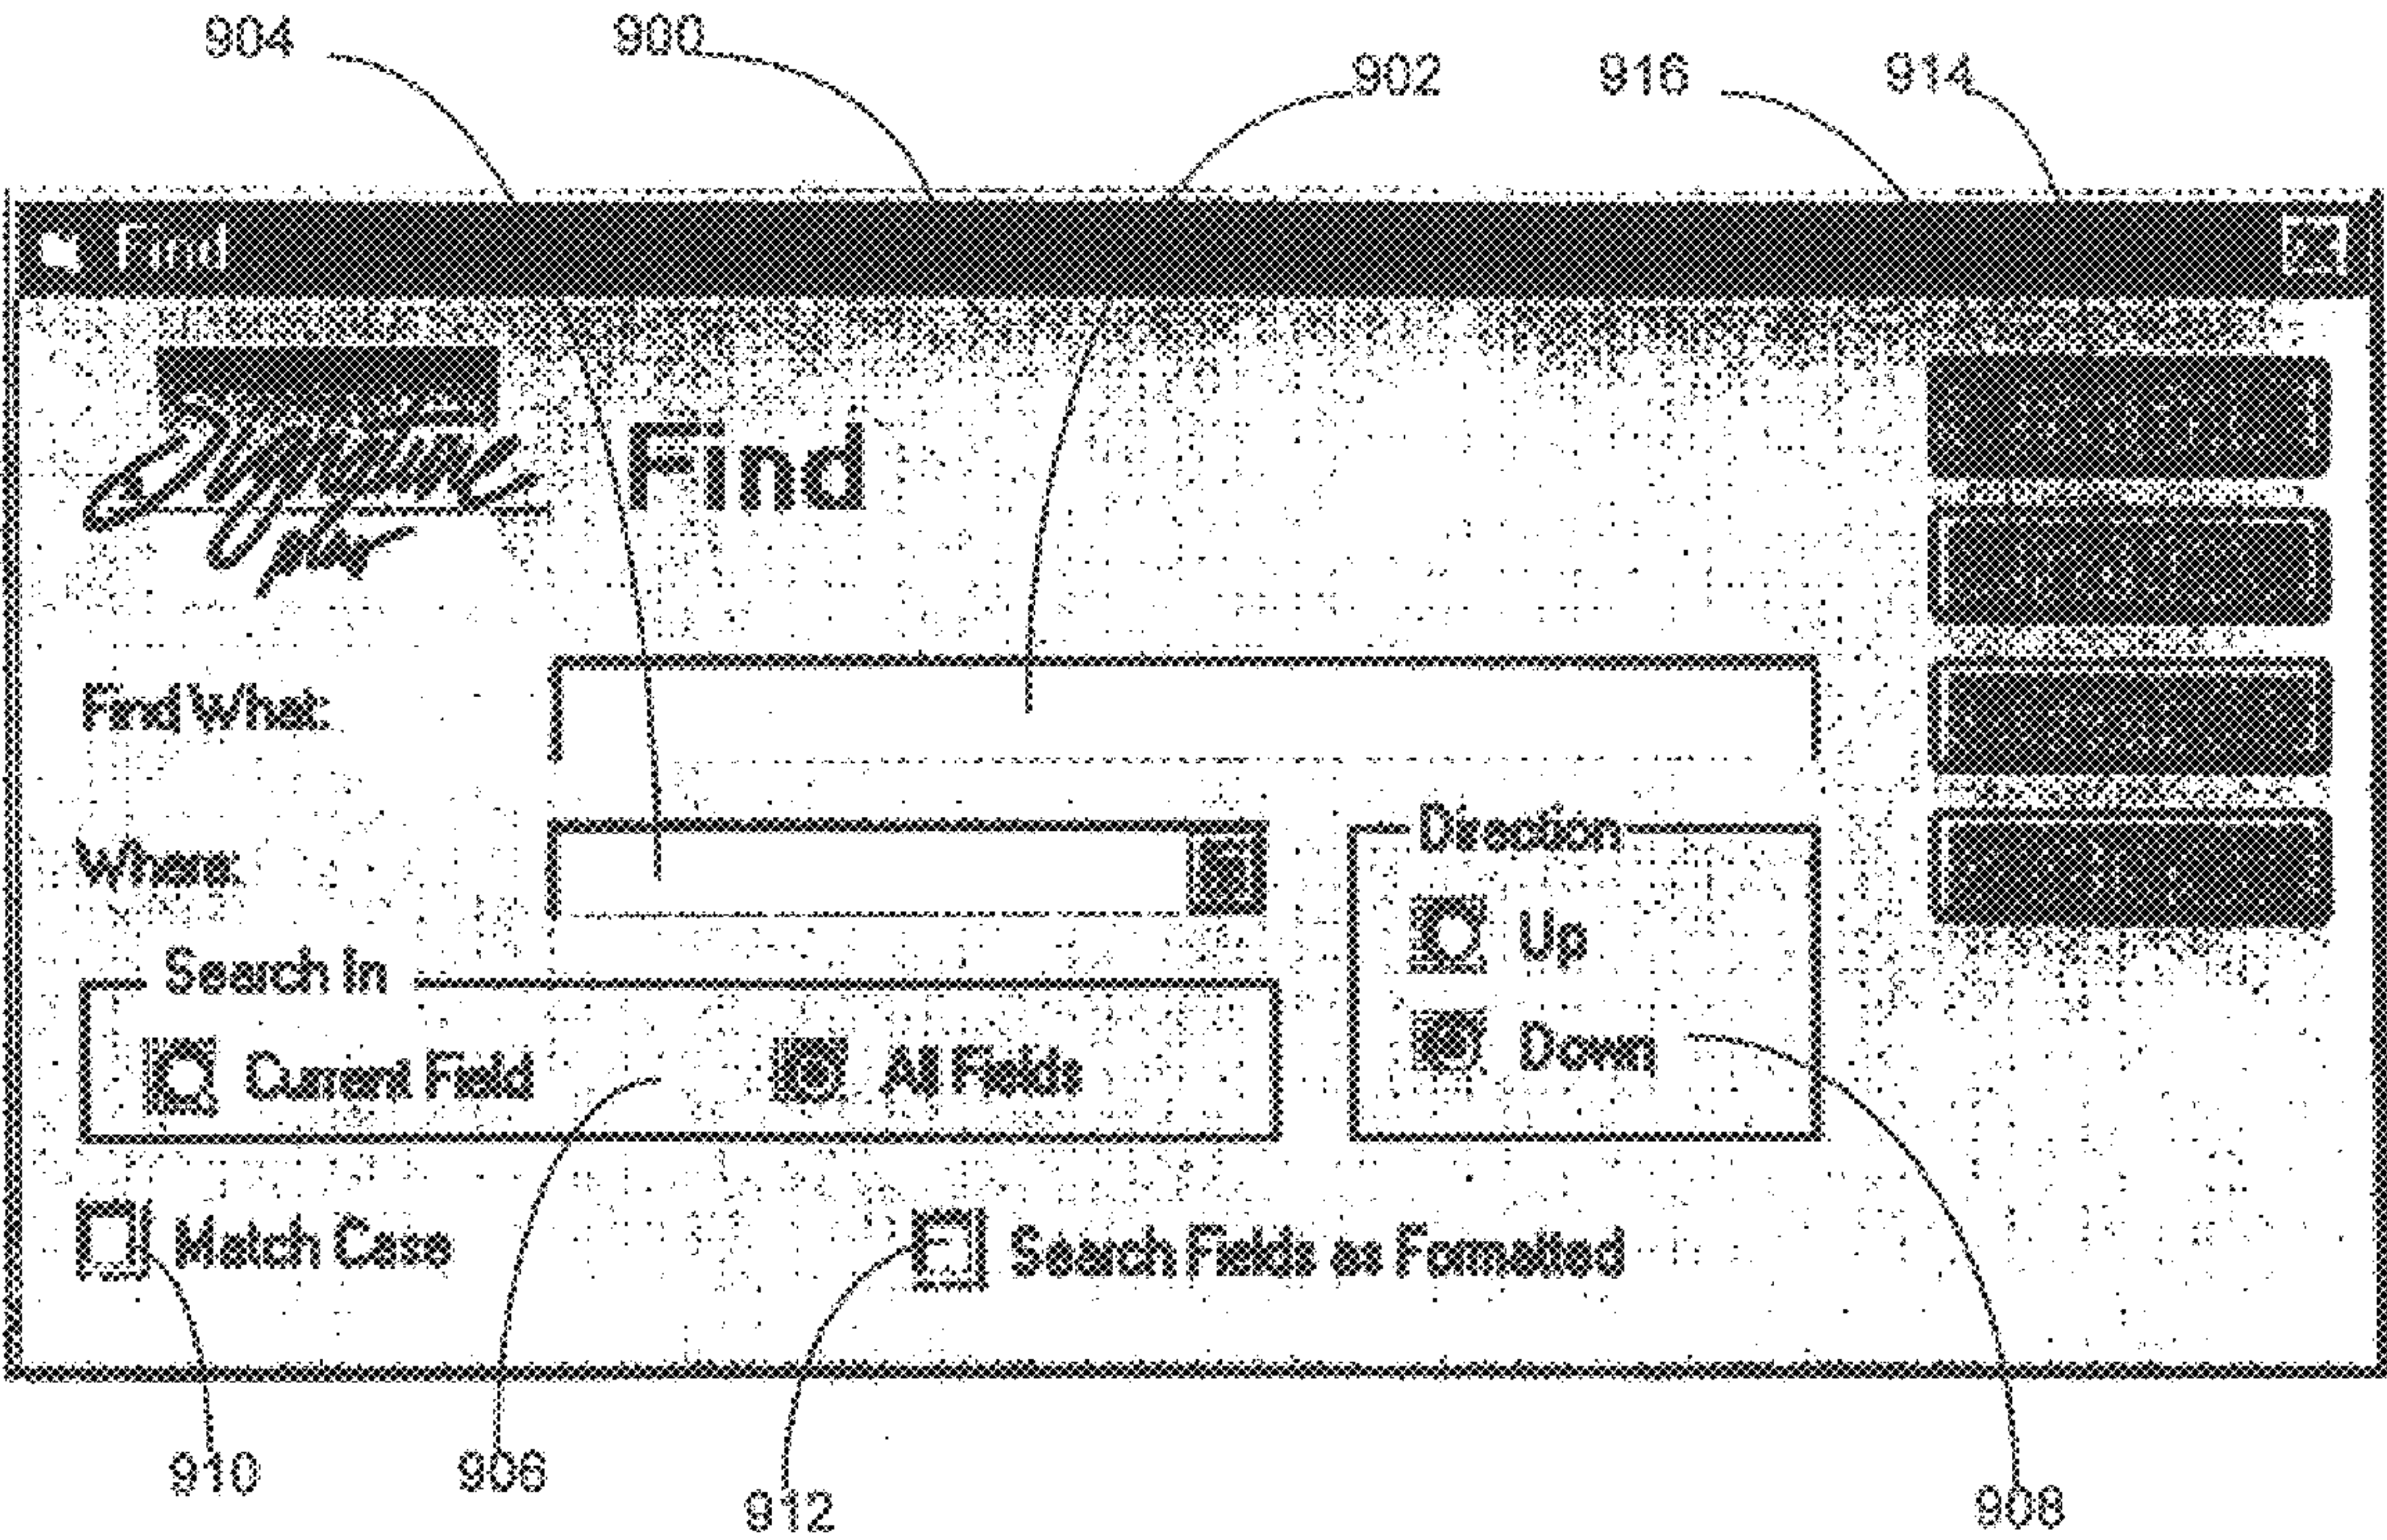 904 900 902 916 914
Find
Find
Find What:
Where:
Direction
Up
Search In
Current Field All Fields
Down
Match Case Search Fields as Formatted
910 906 912 908